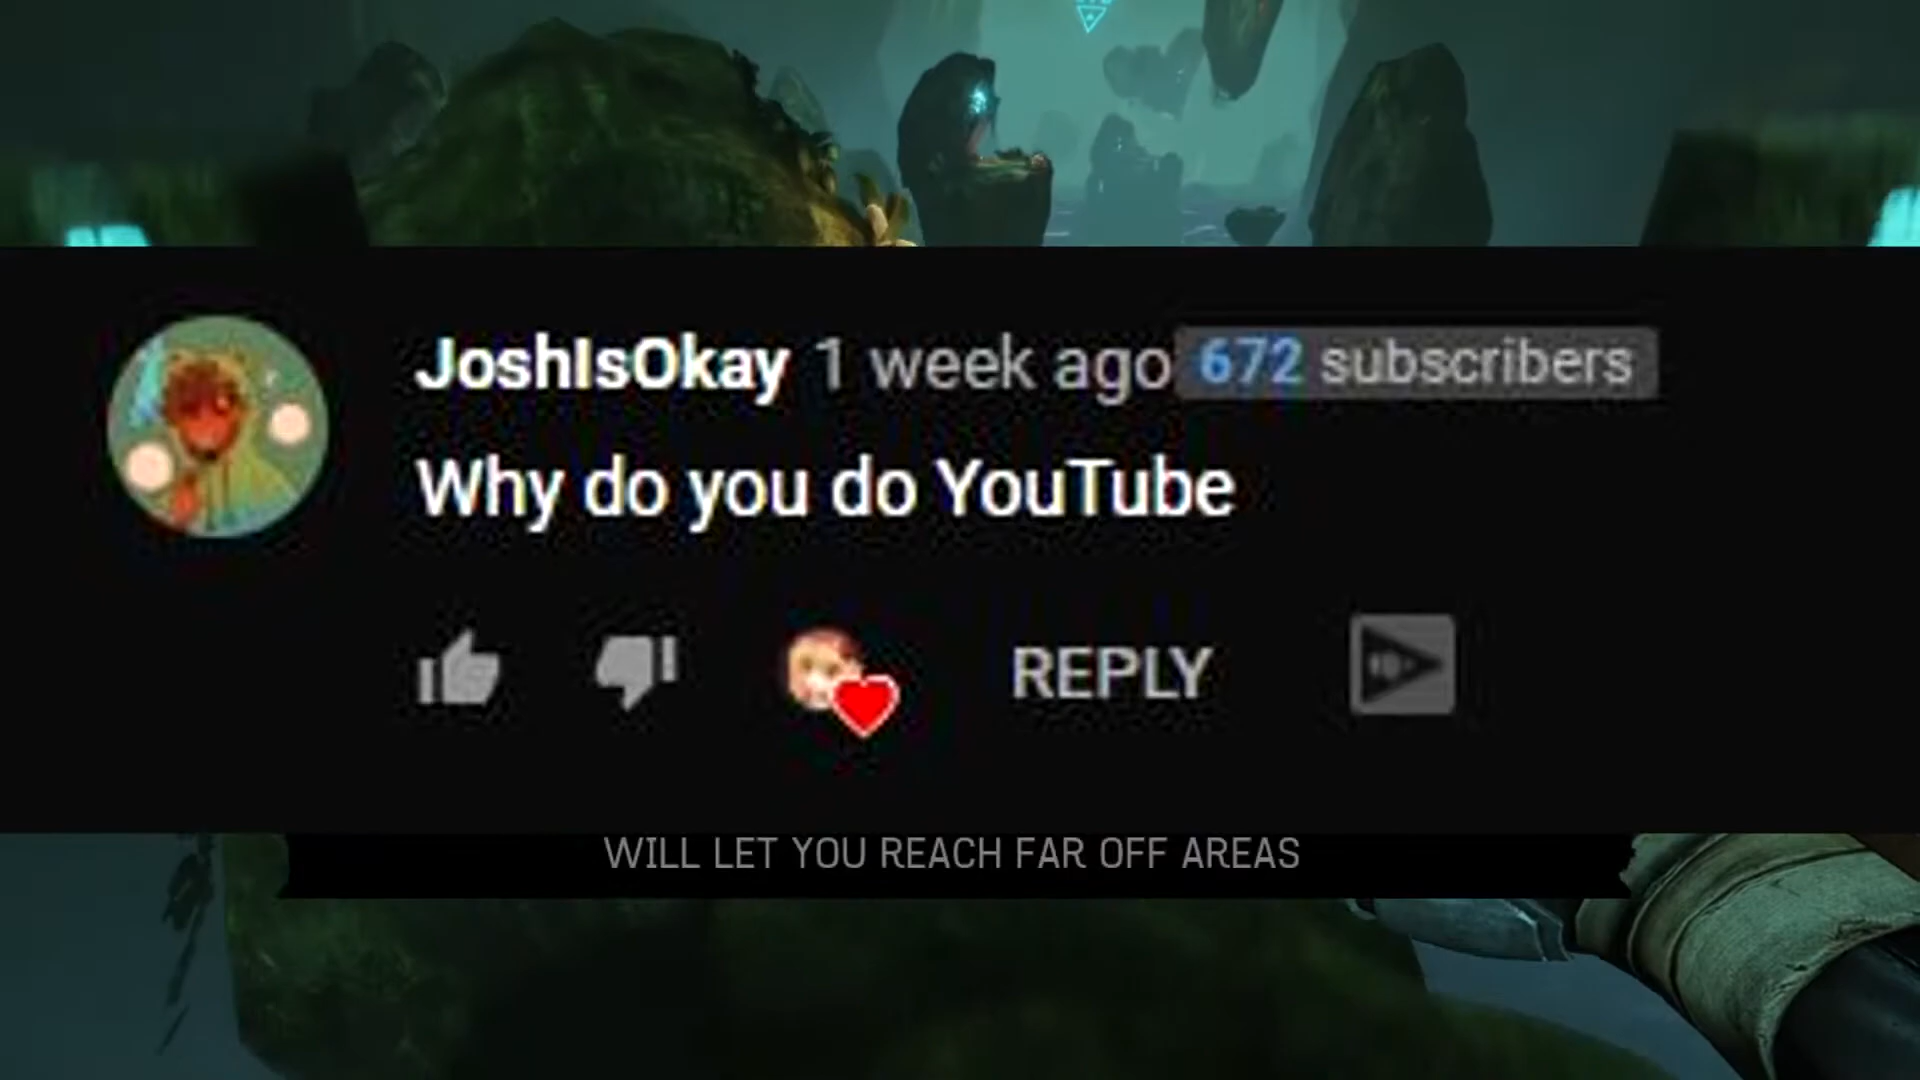 JoshIsOkay 1 week ago 672 subscribers
Why do you do YouTube
REPLY
WILL LET YOU REACH FAR OFF AREAS